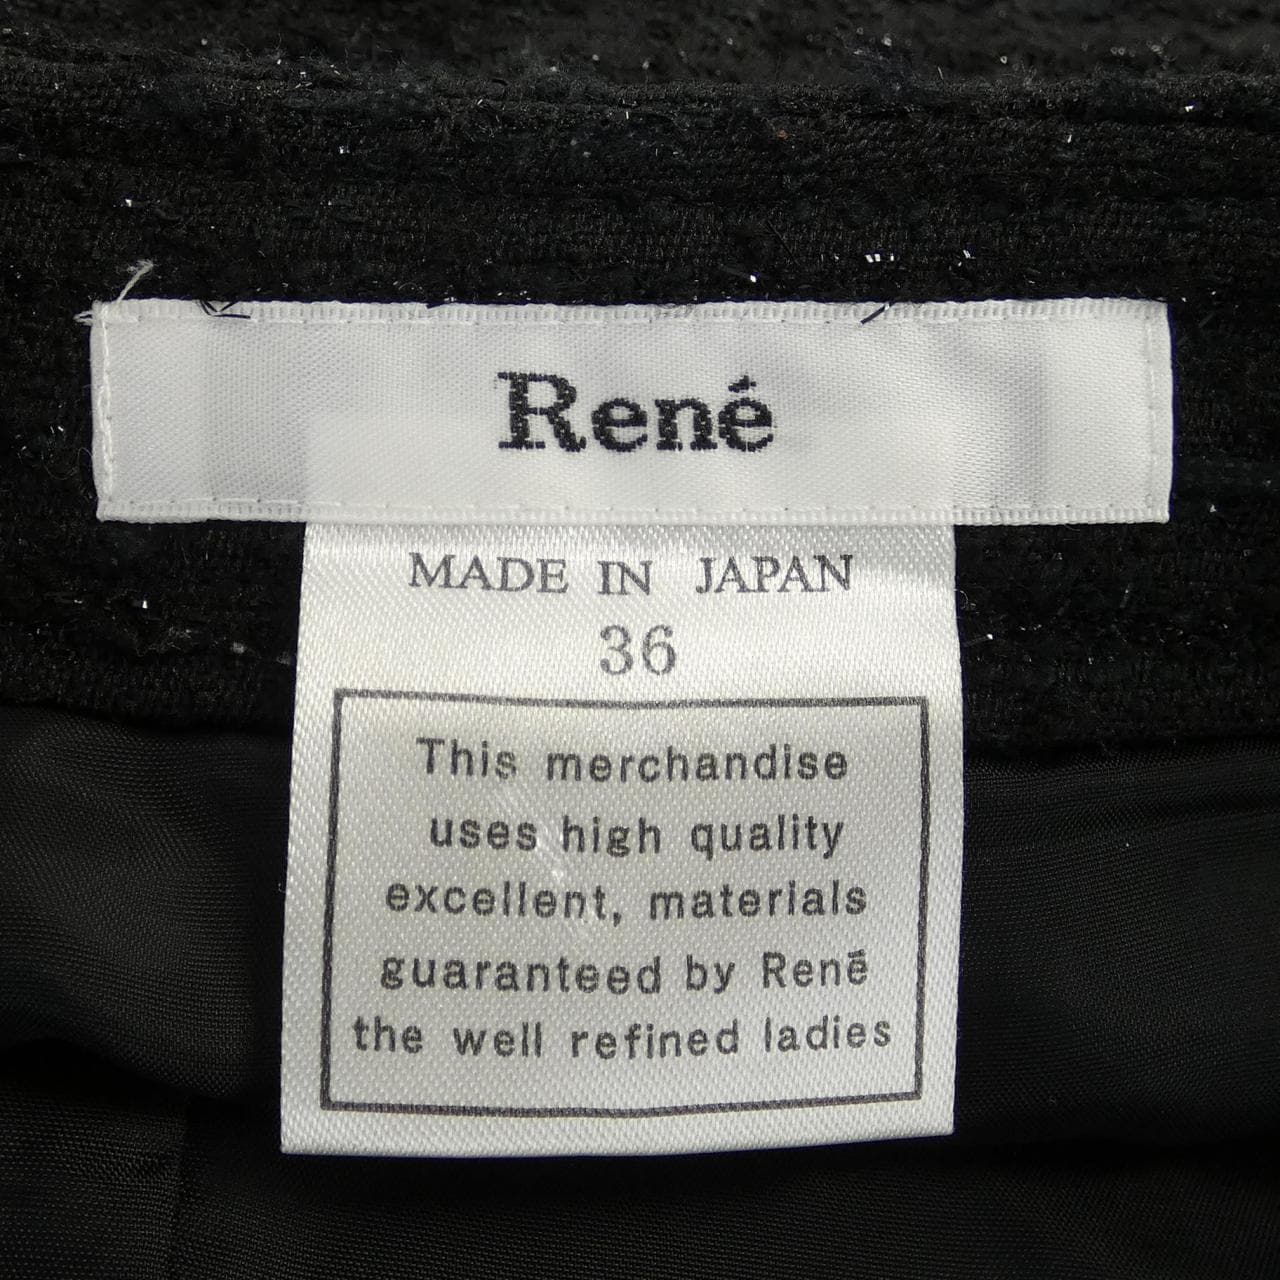 René
MADE IN JAPAN
36
This merchandise
uses high quality
excellent, materials
guaranteed by René
the well refined ladies